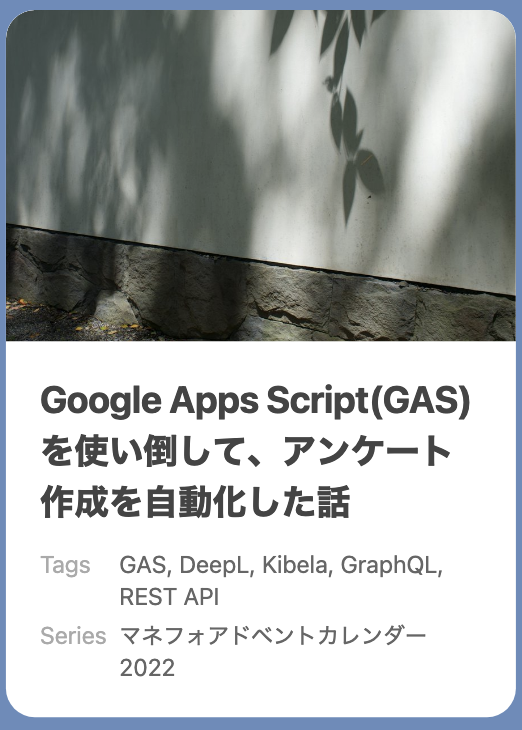 Google Apps Script(GAS)
を使い倒して、アンケート
作成を自動化した話
Tags GAS, DeepL, Kibela, GraphQL,
REST API
Series マネフォアドベントカレンダー
2022